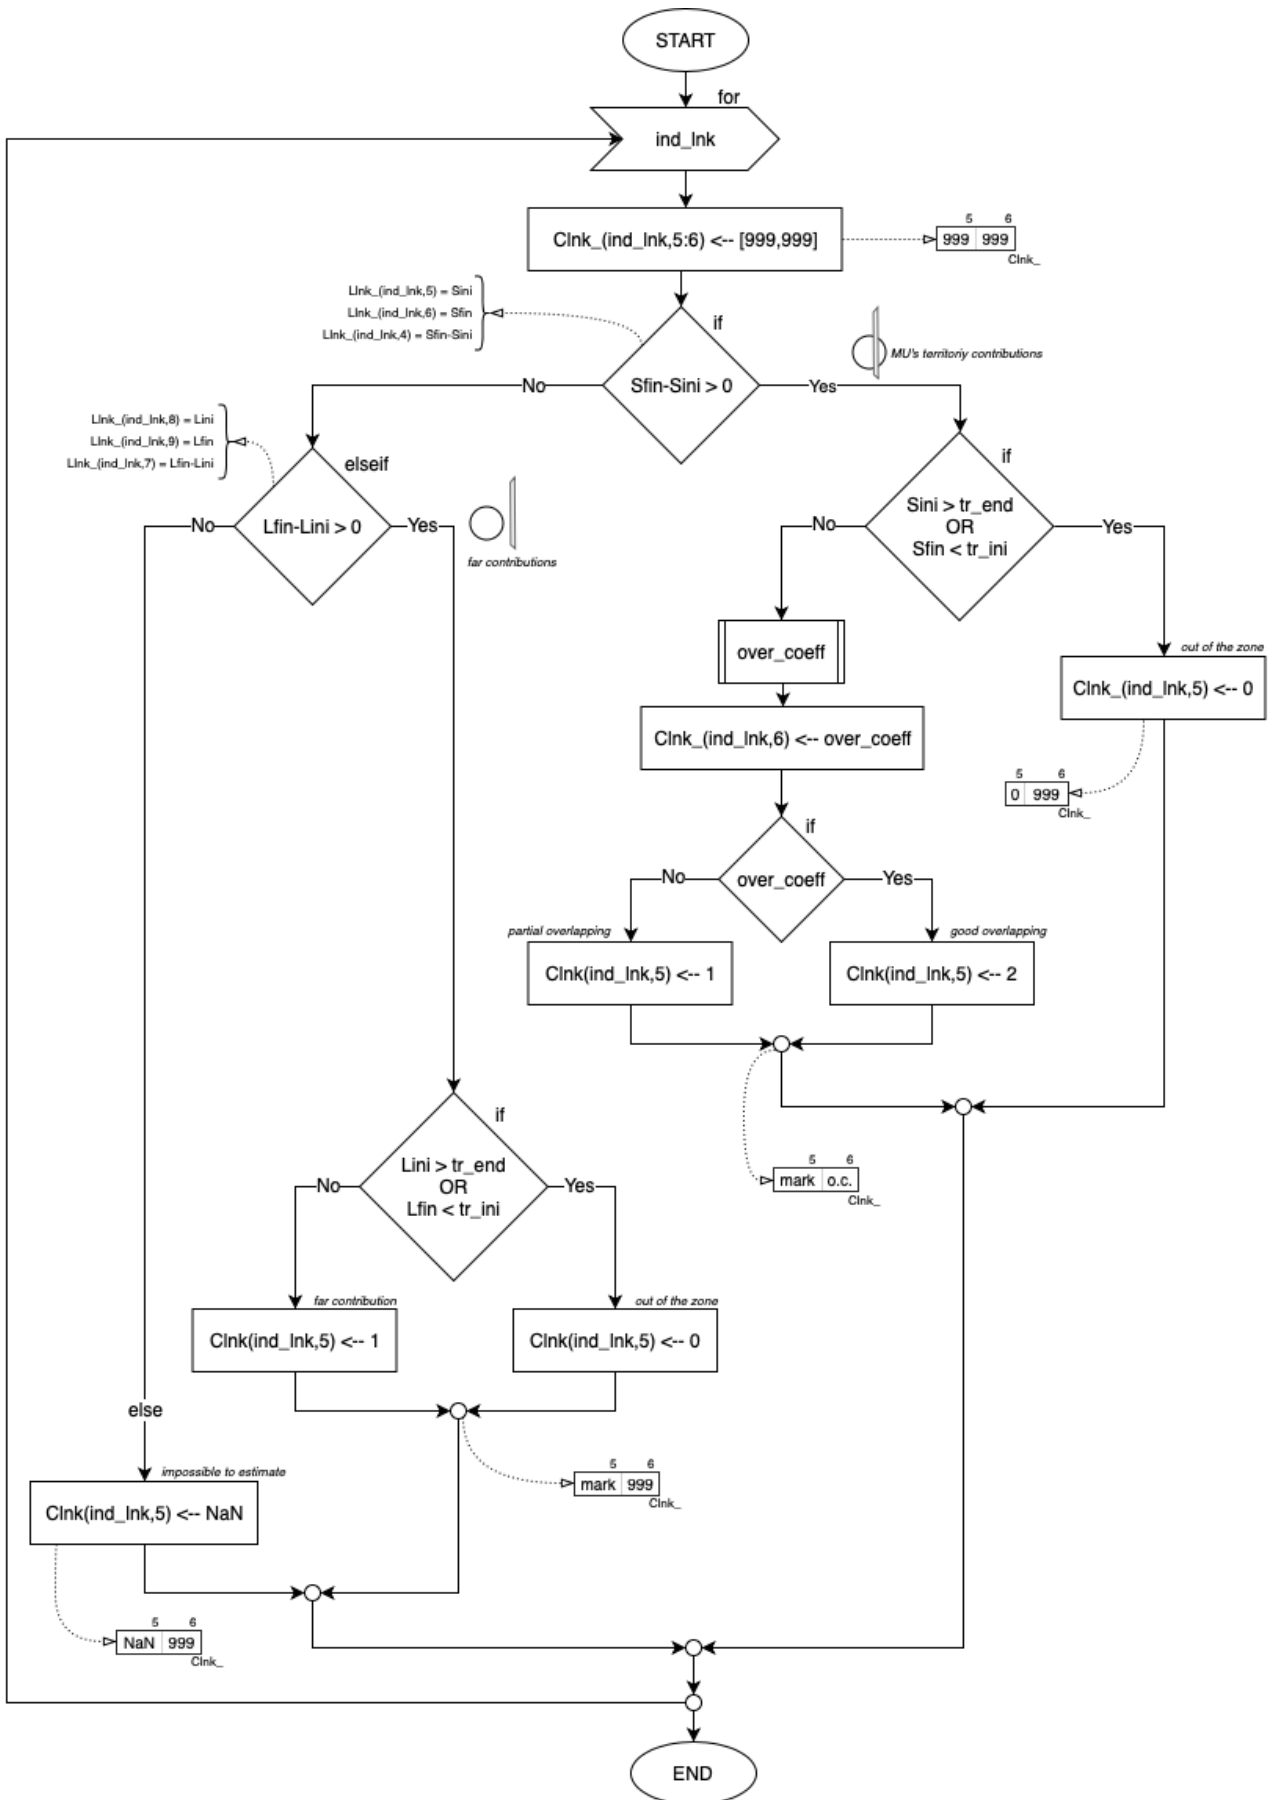 START
for
ind_lnk
Clnk_(ind_lnk,5:6) <-- [999,999]
5 6
999 999
Clnk_
Llnk_(ind_lnk,5) = Sini
Llnk_(ind_lnk,6) = Sfin
Llnk_(ind_lnk,4) = Sfin-Sini
if
MU's territoriy contributions
No
Sfin-Sini > 0
Yes
Llnk_(ind_lnk,8) = Lini
Llnk_(ind_lnk,9) = Lfin
Llnk_(ind_lnk,7) = Lfin-Lini
elseif
No
Lfin-Lini > 0
Yes
far contributions
if
Sini > tr_end
OR
Sfin < tr_ini
No
Yes
over_coeff
out of the zone
Clnk_(ind_lnk,5) <-- 0
Clnk_(ind_lnk,6) <-- over_coeff
5 6
0 999
Clnk_
if
No
over_coeff
Yes
partial overlapping
good overlapping
Clnk(ind_lnk,5) <-- 1
Clnk(ind_lnk,5) <-- 2
5 6
mark o.c.
Clnk_
if
Lini > tr_end
OR
Lfin < tr_ini
No
Yes
far contribution
out of the zone
Clnk(ind_lnk,5) <-- 1
Clnk(ind_lnk,5) <-- 0
else
5 6
mark 999
Clnk_
impossible to estimate
Clnk(ind_lnk,5) <-- NaN
5 6
NaN 999
Clnk_
END